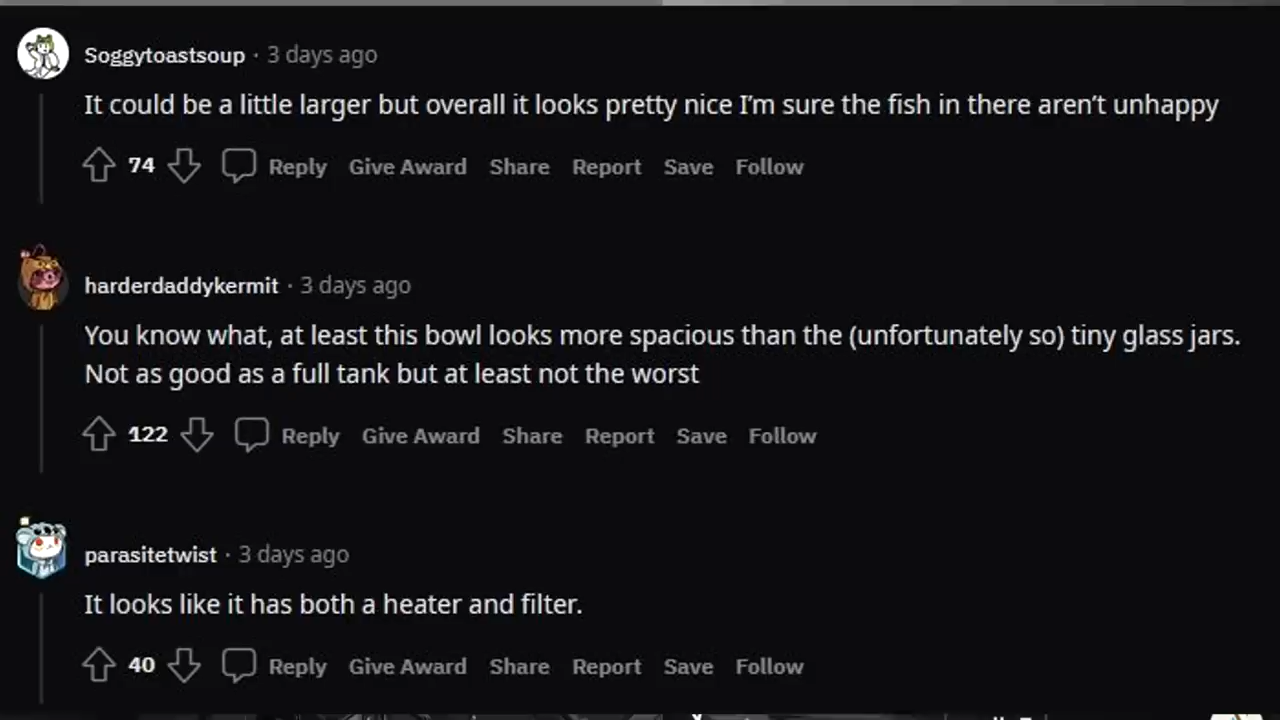 Soggytoastsoup · 3 days ago
It could be a little larger but overall it looks pretty nice I’m sure the fish in there aren’t unhappy
74 Reply Give Award Share Report Save Follow
harderdaddykermit · 3 days ago
You know what, at least this bowl looks more spacious than the (unfortunately so) tiny glass jars.
Not as good as a full tank but at least not the worst
122 Reply Give Award Share Report Save Follow
parasitetwist · 3 days ago
It looks like it has both a heater and filter.
40 Reply Give Award Share Report Save Follow